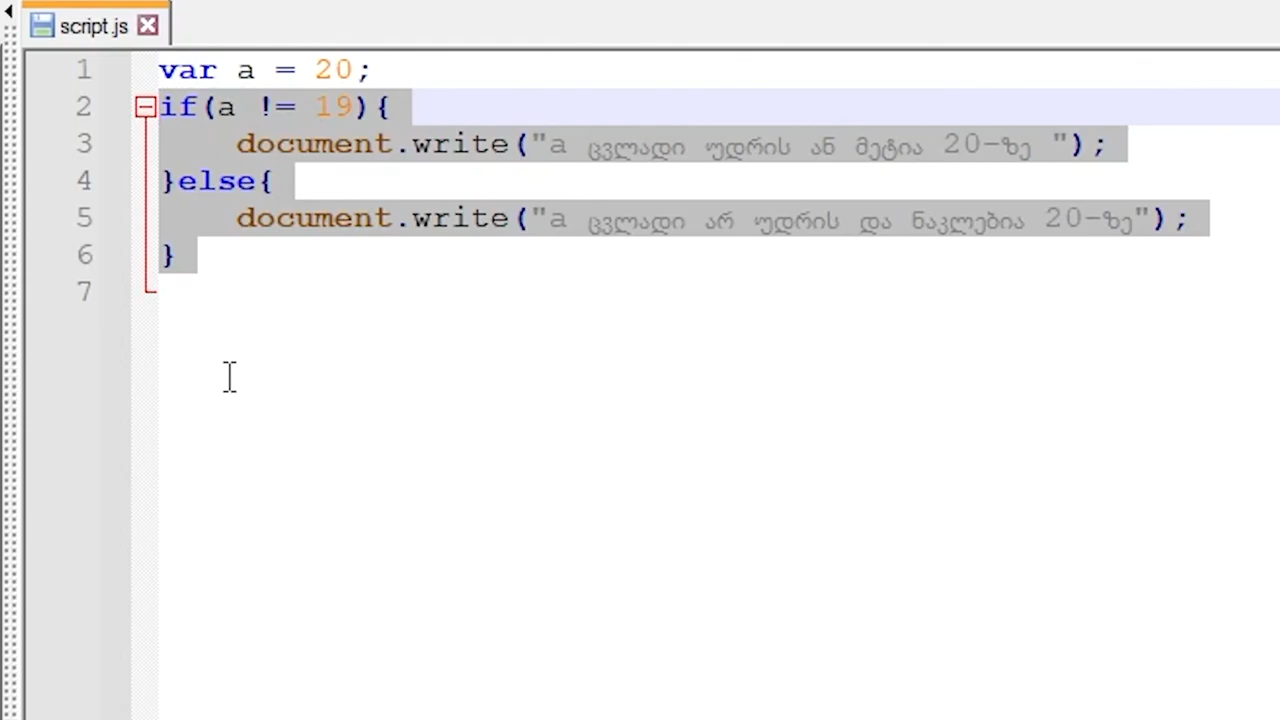 script.js
1 var a = 20;
2 if(a != 19){
3 document.write("a ცვლადი უდრის ან მეტია 20-ზე ");
4 }else{
5 document.write("a ცვლადი არ უდრის და ნაკლებია 20-ზე");
6 }
7